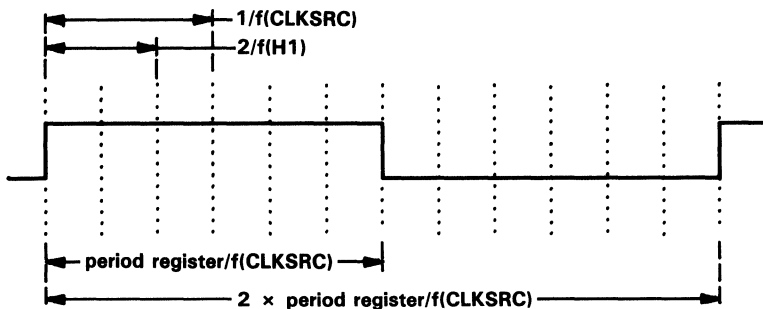 1/f(CLKSRC)
2/f(H1)
period register/f(CLKSRC)
2 × period register/f(CLKSRC)